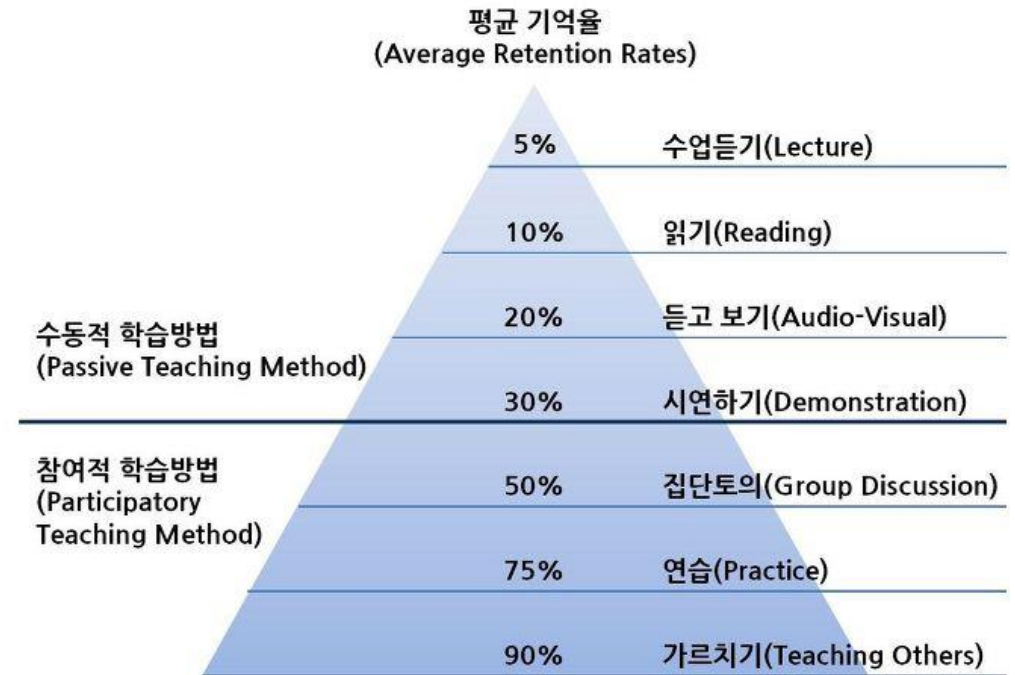 평균 기억율
(Average Retention Rates)
5% 수업듣기(Lecture)
10% 읽기(Reading)
20% 듣고 보기(Audio-Visual)
수동적 학습방법
(Passive Teaching Method)
30% 시연하기(Demonstration)
참여적 학습방법
(Participatory
Teaching Method)
50% 집단토의(Group Discussion)
75% 연습(Practice)
90% 가르치기(Teaching Others)